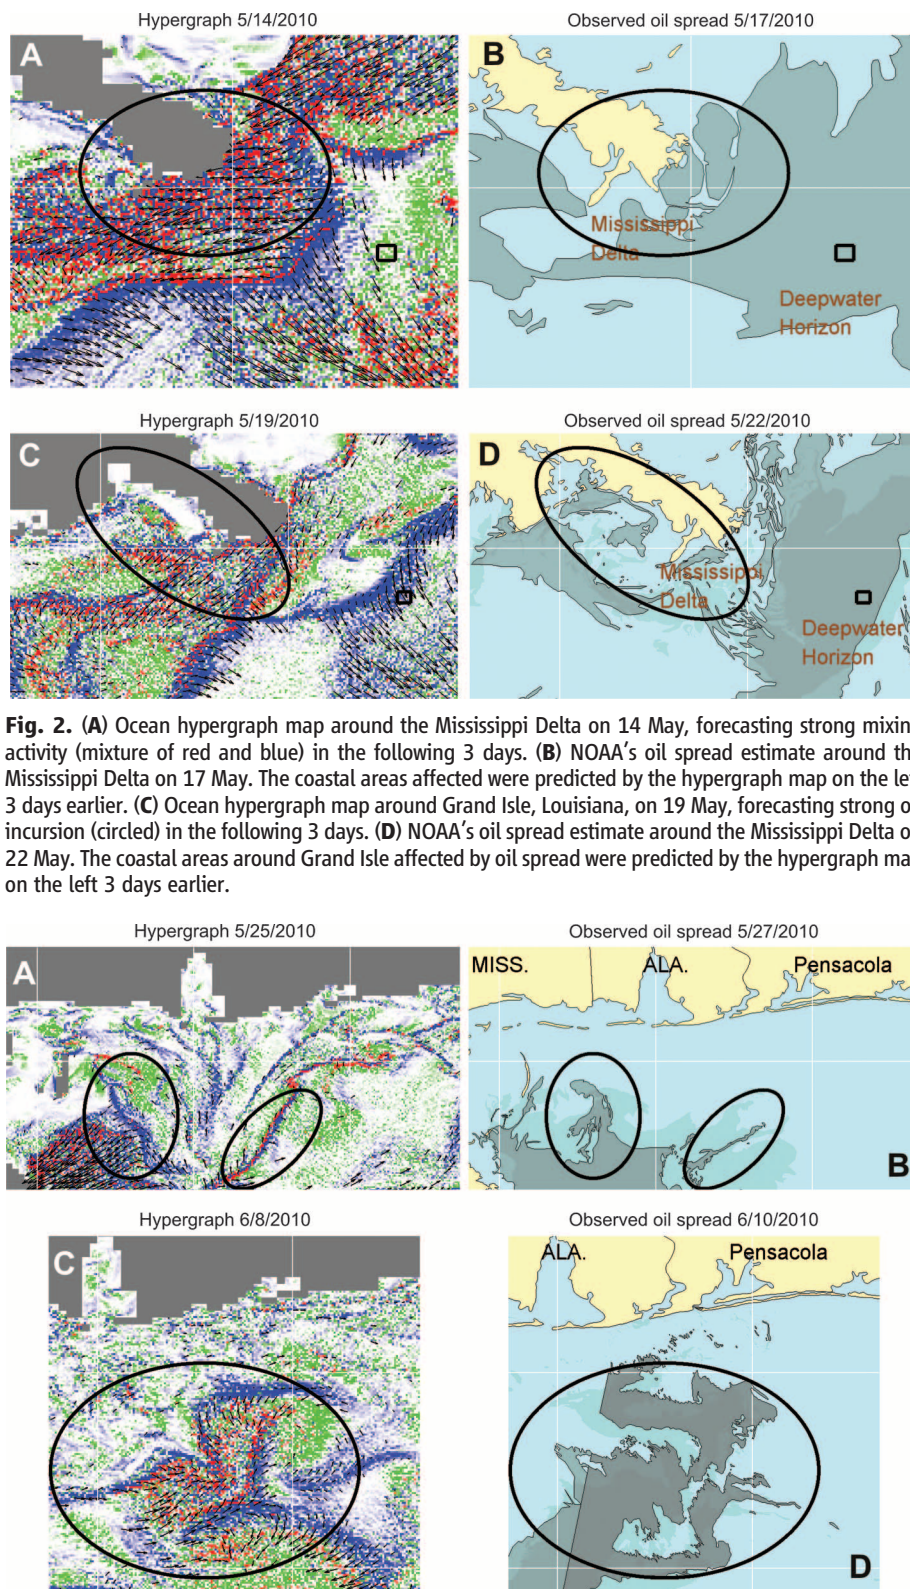 Hypergraph 5/14/2010
Observed oil spread 5/17/2010
A
B
Mississippi
Delta
Deepwater
Horizon
Hypergraph 5/19/2010
Observed oil spread 5/22/2010
C
D
Mississippi
Delta
Deepwater
Horizon
Fig. 2. (A) Ocean hypergraph map around the Mississippi Delta on 14 May, forecasting strong mixin
activity (mixture of red and blue) in the following 3 days. (B) NOAA's oil spread estimate around th
Mississippi Delta on 17 May. The coastal areas affected were predicted by the hypergraph map on the le
3 days earlier. (C) Ocean hypergraph map around Grand Isle, Louisiana, on 19 May, forecasting strong o
incursion (circled) in the following 3 days. (D) NOAA's oil spread estimate around the Mississippi Delta o
22 May. The coastal areas around Grand Isle affected by oil spread were predicted by the hypergraph ma
on the left 3 days earlier.
Hypergraph 5/25/2010
Observed oil spread 5/27/2010
A
MISS.
ALA.
Pensacola
B
Hypergraph 6/8/2010
Observed oil spread 6/10/2010
C
ALA.
Pensacola
D